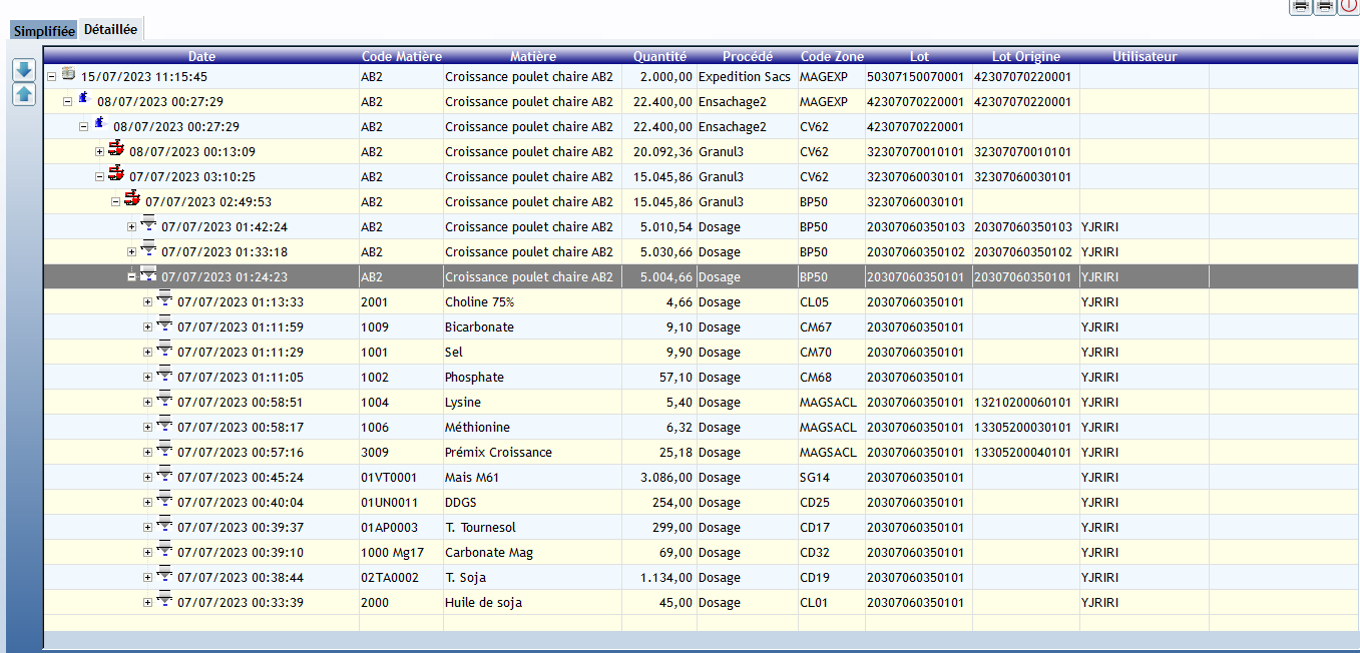 Simplifiée Détaillée
Date Code Matière Matière Quantité Procédé Code Zone Lot Lot Origine Utilisateur
15/07/2023 11:15:45 AB2 Croissance poulet chaire AB2 2.000,00 Expedition Sacs MAGEXP 50307150070001 42307070220001
08/07/2023 00:27:29 AB2 Croissance poulet chaire AB2 22.400,00 Ensachage2 MAGEXP 42307070220001 42307070220001
08/07/2023 00:27:29 AB2 Croissance poulet chaire AB2 22.400,00 Ensachage2 CV62 42307070220001
08/07/2023 00:13:09 AB2 Croissance poulet chaire AB2 20.092,36 Granul3 CV62 32307070010101 32307070010101
07/07/2023 03:10:25 AB2 Croissance poulet chaire AB2 15.045,86 Granul3 CV62 32307060030101 32307060030101
07/07/2023 02:49:53 AB2 Croissance poulet chaire AB2 15.045,86 Granul3 BP50 32307060030101
07/07/2023 01:42:24 AB2 Croissance poulet chaire AB2 5.010,54 Dosage BP50 20307060350103 20307060350103 YJRIRI
07/07/2023 01:33:18 AB2 Croissance poulet chaire AB2 5.030,66 Dosage BP50 20307060350102 20307060350102 YJRIRI
07/07/2023 01:24:23 AB2 Croissance poulet chaire AB2 5.004,66 Dosage BP50 20307060350101 20307060350101 YJRIRI
07/07/2023 01:13:33 2001 Choline 75% 4,66 Dosage CL05 20307060350101 YJRIRI
07/07/2023 01:11:59 1009 Bicarbonate 9,10 Dosage CM67 20307060350101 YJRIRI
07/07/2023 01:11:29 1001 Sel 9,90 Dosage CM70 20307060350101 YJRIRI
07/07/2023 01:11:05 1002 Phosphate 57,10 Dosage CM68 20307060350101 YJRIRI
07/07/2023 00:58:51 1004 Lysine 5,40 Dosage MAGSACL 20307060350101 13210200060101 YJRIRI
07/07/2023 00:58:17 1006 Méthionine 6,32 Dosage MAGSACL 20307060350101 13305200030101 YJRIRI
07/07/2023 00:57:16 3009 Prémix Croissance 25,18 Dosage MAGSACL 20307060350101 13305200040101 YJRIRI
07/07/2023 00:45:24 01VT0001 Mais M61 3.086,00 Dosage SG14 20307060350101 YJRIRI
07/07/2023 00:40:04 01UN0011 DDGS 254,00 Dosage CD25 20307060350101 YJRIRI
07/07/2023 00:39:37 01AP0003 T. Tournesol 299,00 Dosage CD17 20307060350101 YJRIRI
07/07/2023 00:39:10 1000 Mg17 Carbonate Mag 69,00 Dosage CD32 20307060350101 YJRIRI
07/07/2023 00:38:44 02TA0002 T. Soja 1.134,00 Dosage CD19 20307060350101 YJRIRI
07/07/2023 00:33:39 2000 Huile de soja 45,00 Dosage CL01 20307060350101 YJRIRI